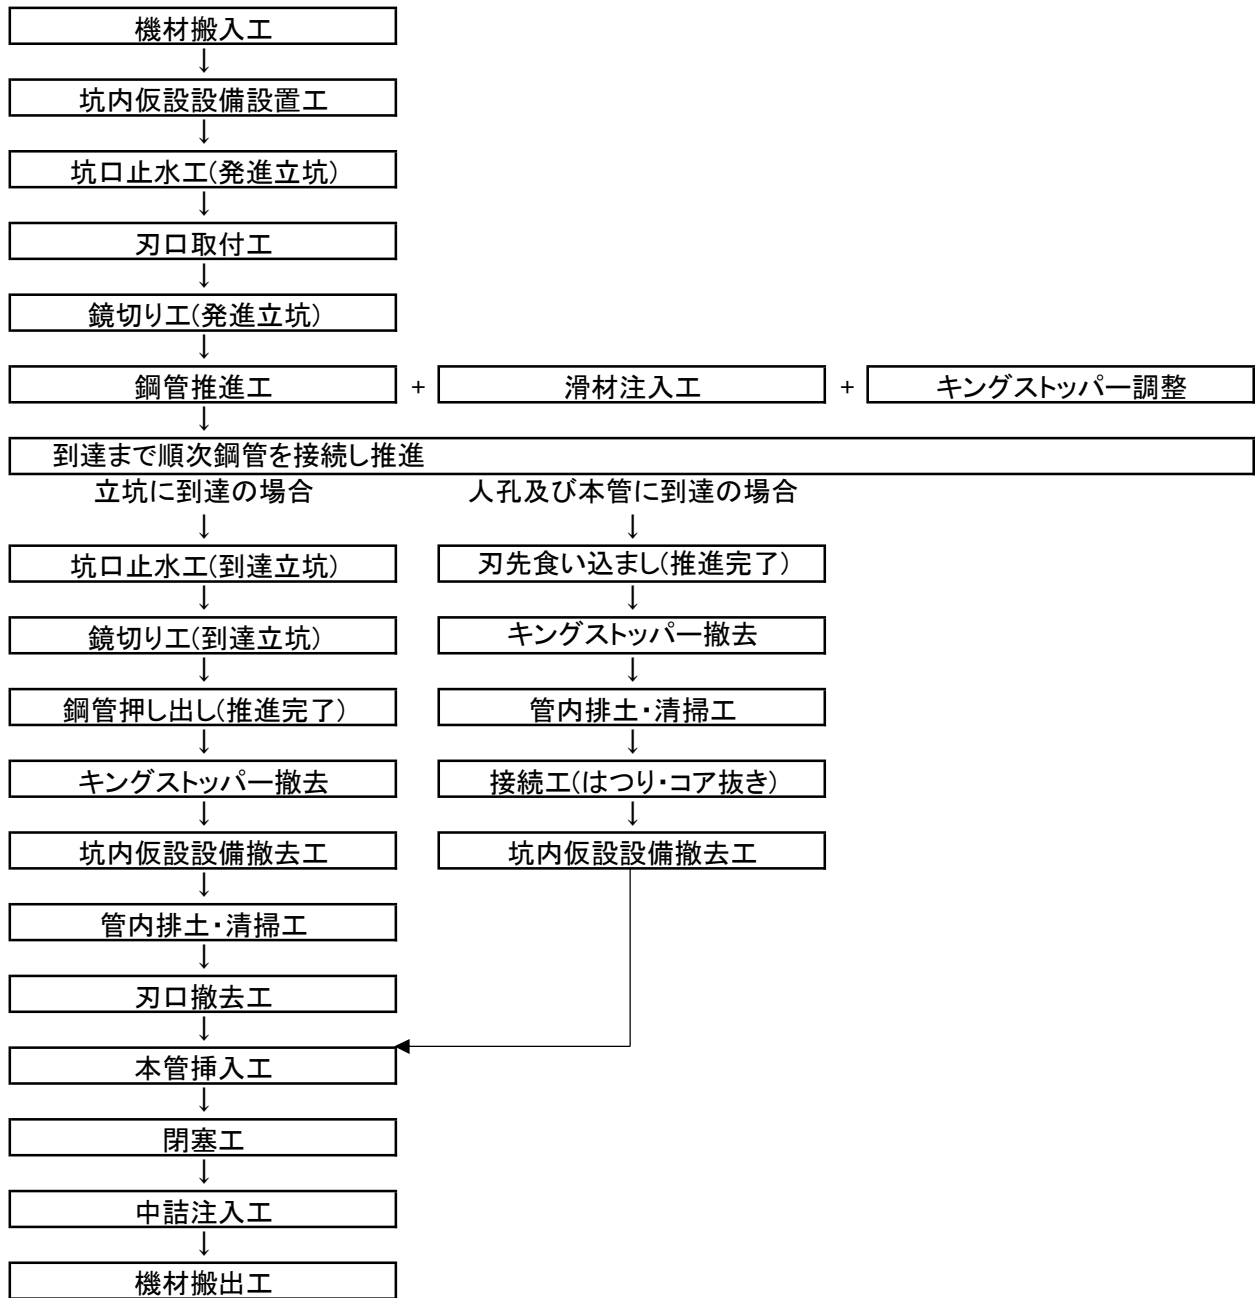 機材搬入工
↓
坑内仮設設備設置工
↓
坑口止水工(発進立坑)
↓
刃口取付工
↓
鏡切り工(発進立坑)
↓
鋼管推進工 + 滑材注入工 + キングストッパー調整
↓
到達まで順次鋼管を接続し推進
立坑に到達の場合 人孔及び本管に到達の場合
↓ ↓
坑口止水工(到達立坑) 刃先食い込まし(推進完了)
↓ ↓
鏡切り工(到達立坑) キングストッパー撤去
↓ ↓
鋼管押し出し(推進完了) 管内排土・清掃工
↓ ↓
キングストッパー撤去 接続工(はつり・コア抜き)
↓ ↓
坑内仮設設備撤去工 坑内仮設設備撤去工
↓
管内排土・清掃工
↓
刃口撤去工
↓
本管挿入工
↓
閉塞工
↓
中詰注入工
↓
機材搬出工